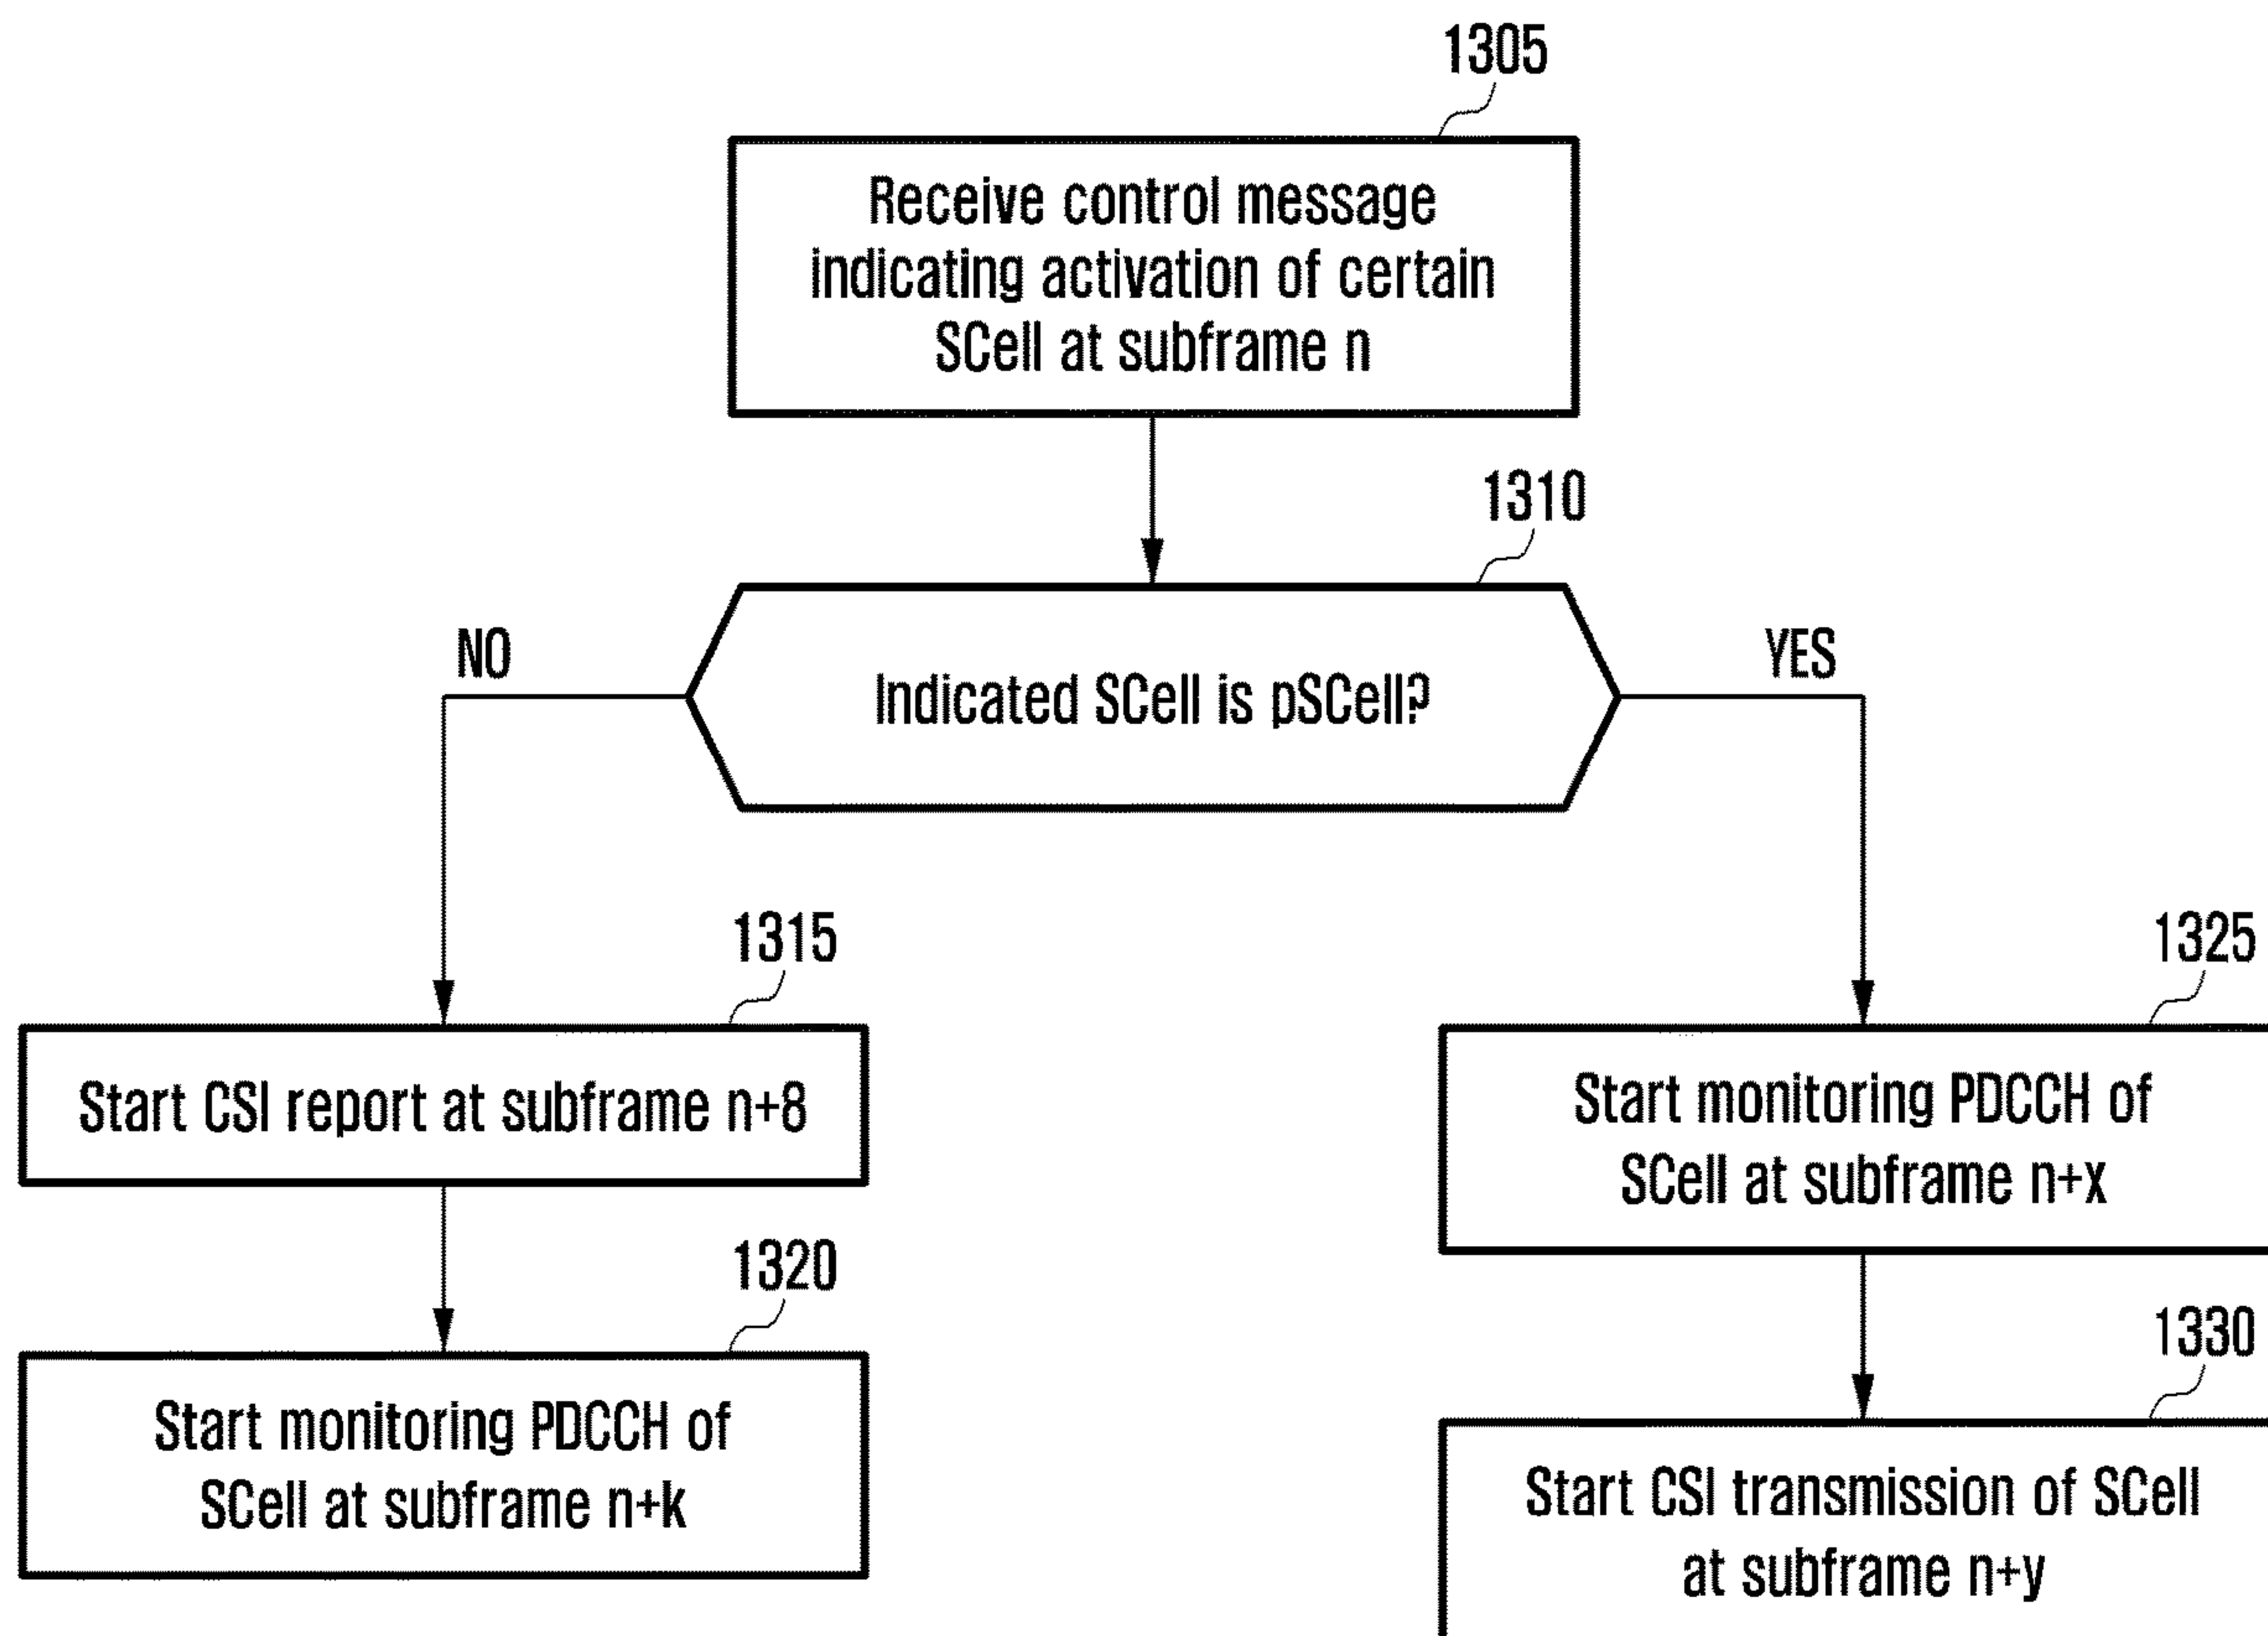 1305
Receive control message
indicating activation of certain
SCell at subframe n
1310
NO
Indicated SCell is pSCell?
YES
1315
Start CSI report at subframe n+8
1320
Start monitoring PDCCH of
SCell at subframe n+k
1325
Start monitoring PDCCH of
SCell at subframe n+x
1330
Start CSI transmission of SCell
at subframe n+y